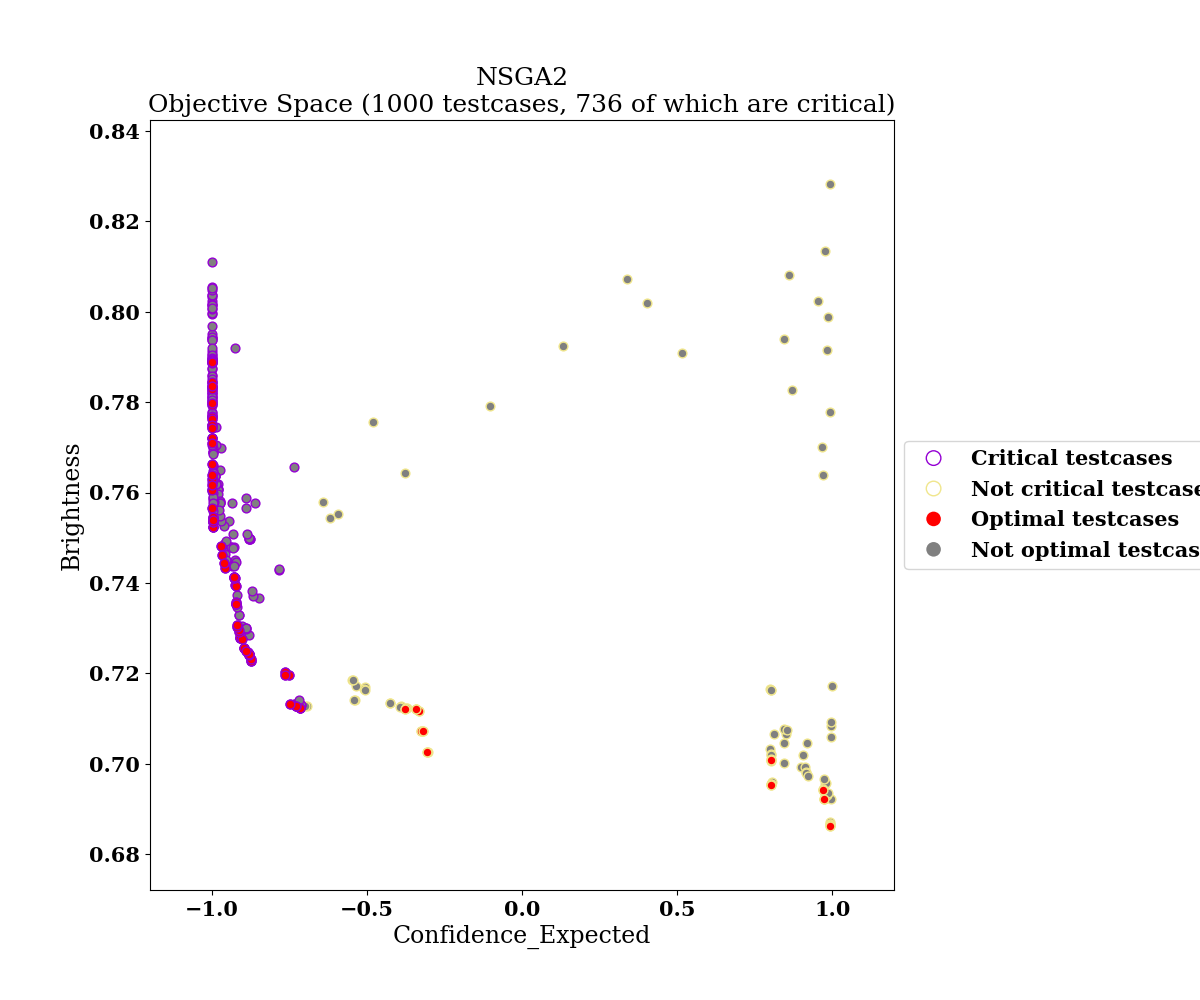 NSGA2
Objective Space (1000 testcases, 736 of which are critical)
0.84
0.82
0.80
0.78
0.76
0.74
0.72
0.70
0.68
Brightness
−1.0 −0.5 0.0 0.5 1.0
Confidence_Expected
Critical testcases
Not critical testcase
Optimal testcases
Not optimal testcas